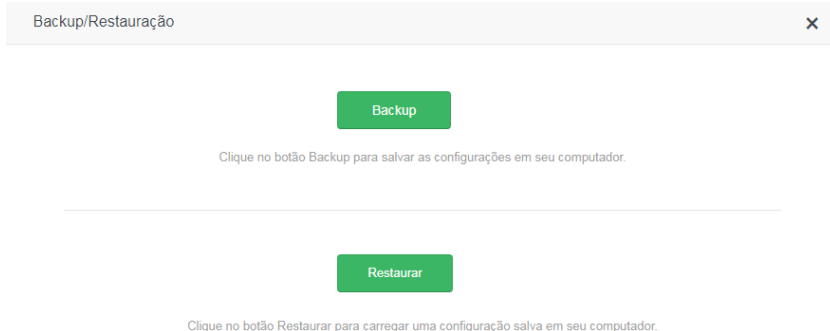 Backup/Restauração
Backup
Clique no botão Backup para salvar as configurações em seu computador.
Restaurar
Clique no botão Restaurar para carregar uma configuração salva em seu computador.